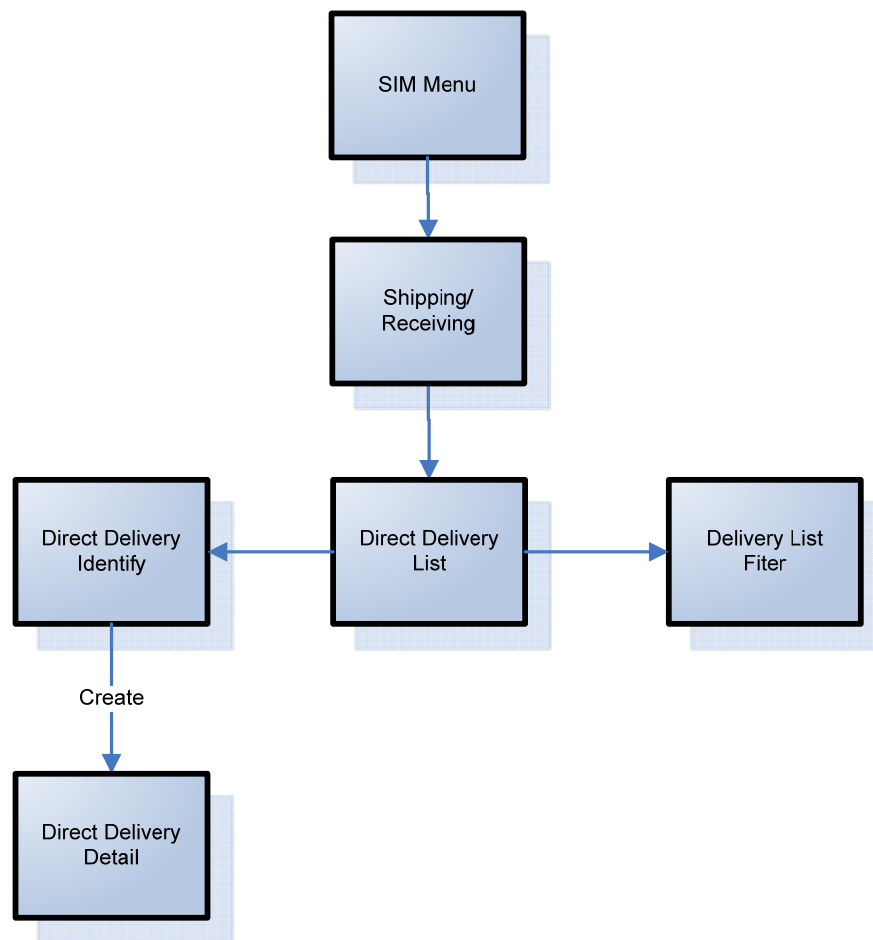 SIM Menu
Shipping/
Receiving
Direct Delivery
Identify
Direct Delivery
List
Delivery List
Fiter
Create
Direct Delivery
Detail